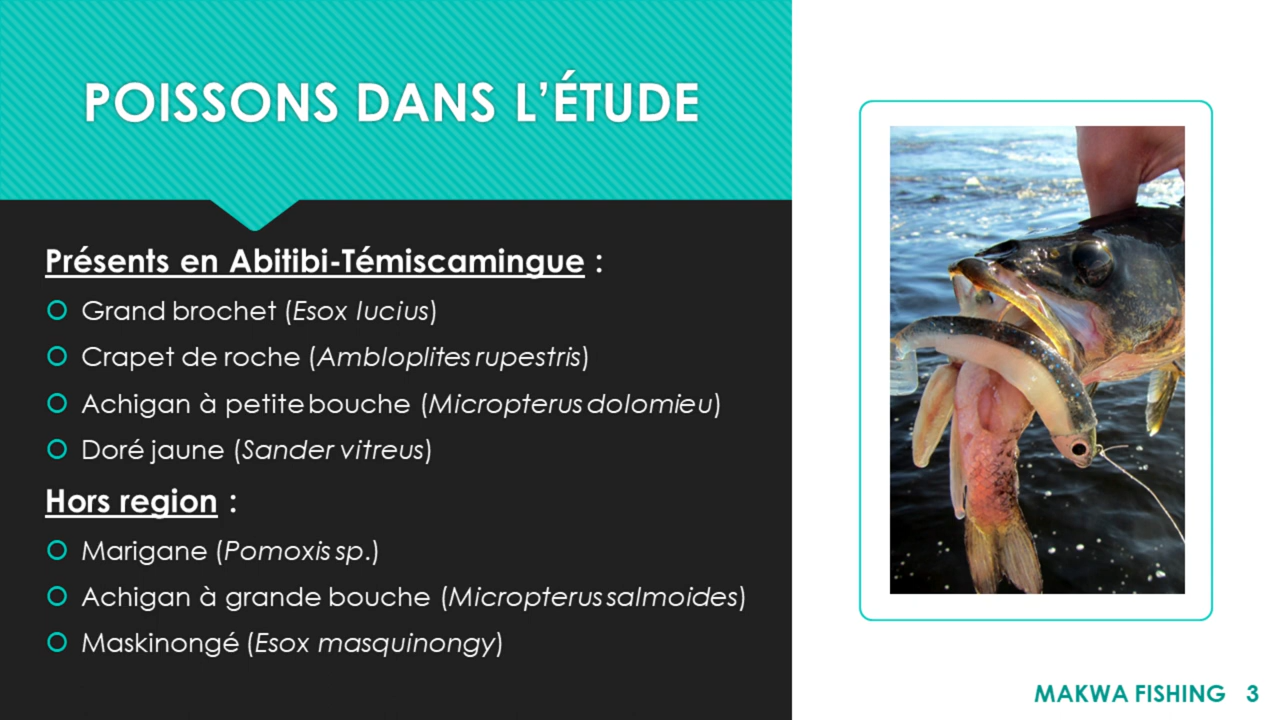 POISSONS DANS L’ÉTUDE
Présents en Abitibi-Témiscamingue :
Grand brochet (Esox lucius)
Crapet de roche (Ambloplites rupestris)
Achigan à petite bouche (Micropterus dolomieu)
Doré jaune (Sander vitreus)
Hors region :
Marigane (Pomoxis sp.)
Achigan à grande bouche (Micropterus salmoides)
Maskinongé (Esox masquinongy)
MAKWA FISHING 3